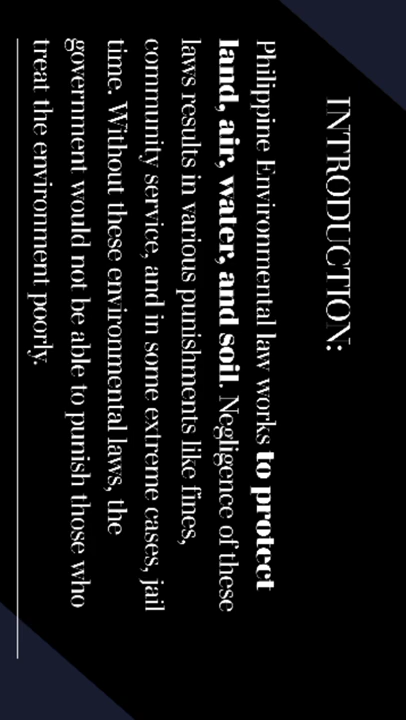 INTRODUCTION:
Philippine Environmental law works to protect
land, air, water, and soil. Negligence of these
laws results in various punishments like fines,
community service, and in some extreme cases, jail
time. Without these environmental laws, the
government would not be able to punish those who
treat the environment poorly.